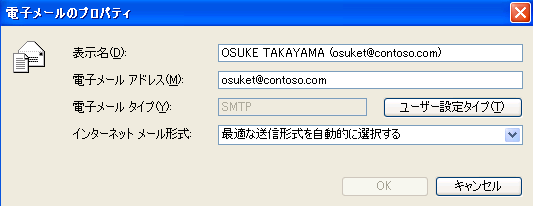 電子メールのプロパティ
表示名(D):
OSUKE TAKAYAMA (osuket@contoso.com)
電子メール アドレス(M):
osuket@contoso.com
電子メール タイプ(Y):
SMTP
ユーザー設定タイプ(T)
インターネット メール形式:
最適な送信形式を自動的に選択する
OK
キャンセル